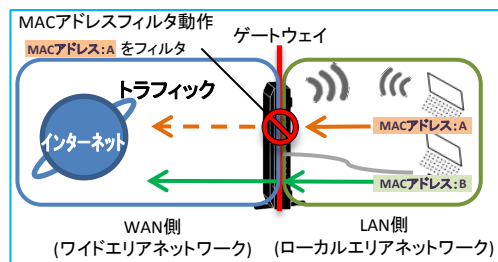 MACアドレスフィルタ動作
MACアドレス:A をフィルタ
ゲートウェイ
トラフィック
インターネット
MACアドレス:A
MACアドレス:B
WAN側
(ワイドエリアネットワーク)
LAN側
(ローカルエリアネットワーク)